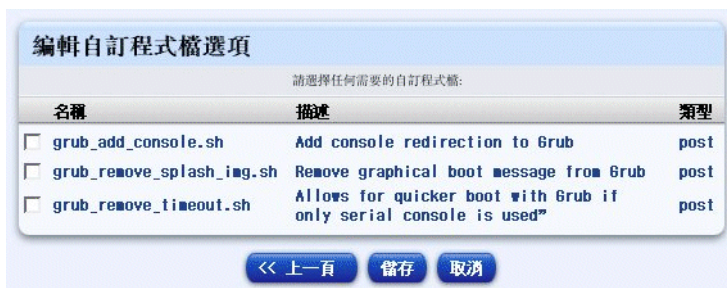 編輯自訂程式檔選項
請選擇任何需要的自訂程式檔:
名稱 描述 類型
grub_add_console.sh Add console redirection to Grub post
grub_remove_splash_img.sh Remove graphical boot message from Grub post
grub_remove_timeout.sh Allows for quicker boot with Grub if only serial console is used” post
<< 上一頁 儲存 取消